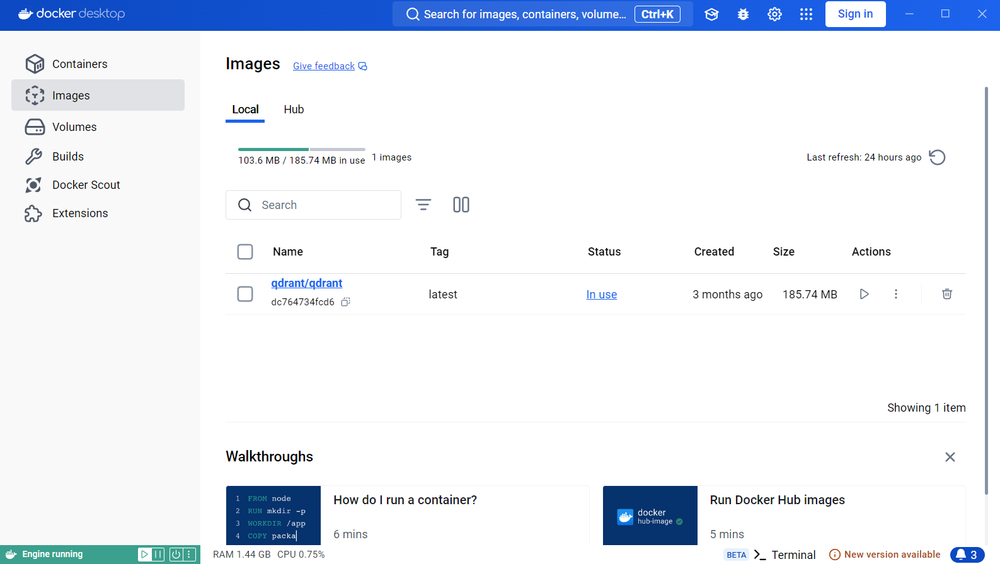 docker desktop
Search for images, containers, volume... Ctrl+K
Sign in
Containers
Images
Volumes
Builds
Docker Scout
Extensions
Images Give feedback
Local Hub
103.6 MB / 185.74 MB in use 1 images
Last refresh: 24 hours ago
Search
Name Tag Status Created Size Actions
qdrant/qdrant
dc764734fcd6
latest In use 3 months ago 185.74 MB
Showing 1 item
Walkthroughs
1 FROM node
2 RUN mkdir -p
3 WORKDIR /app
4 COPY packa
How do I run a container?
6 mins
docker
hub-image
Run Docker Hub images
5 mins
Engine running
RAM 1.44 GB CPU 0.75%
BETA Terminal
New version available
3